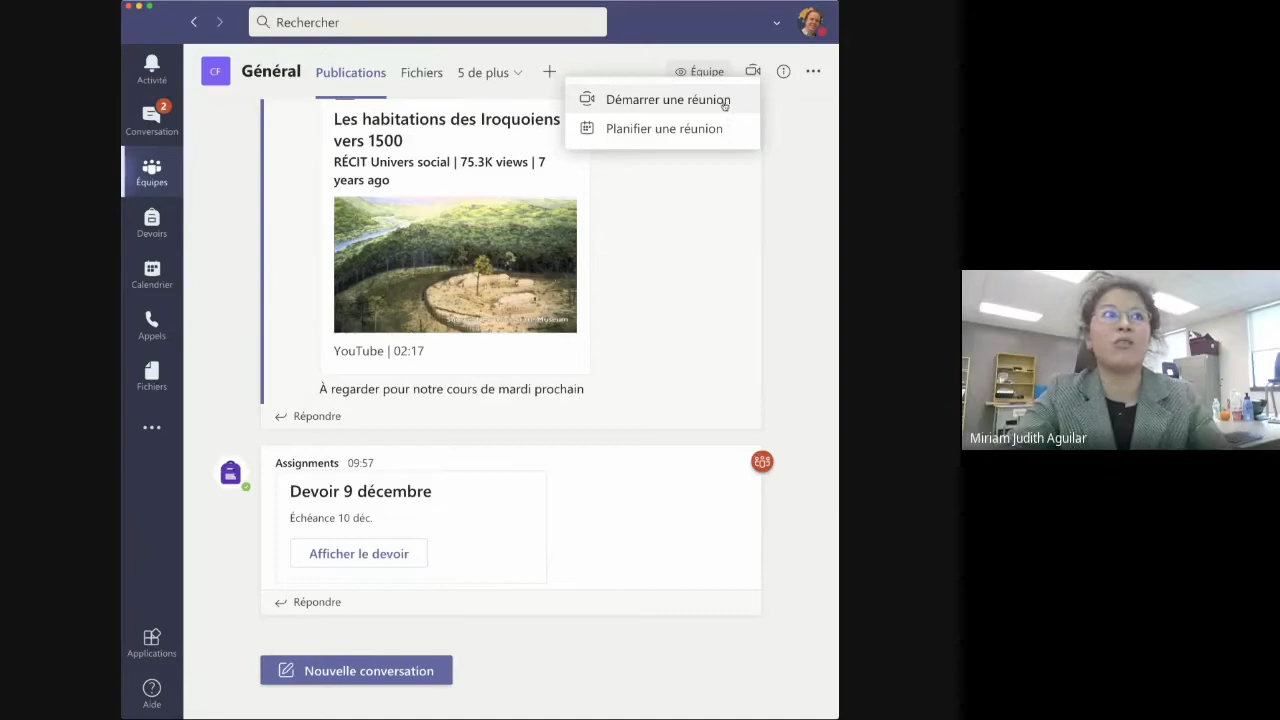 Rechercher
Activité
2
Conversation
Équipes
Devoirs
Calendrier
Appels
Fichiers
Applications
Aide
CF
Général
Publications
Fichiers
5 de plus
Équipe
Démarrer une réunion
Planifier une réunion
Les habitations des Iroquoiens
vers 1500
RÉCIT Univers social | 75.3K views | 7
years ago
YouTube | 02:17
À regarder pour notre cours de mardi prochain
Répondre
Assignments 09:57
Devoir 9 décembre
Échéance 10 déc.
Afficher le devoir
Répondre
Nouvelle conversation
Miriam Judith Aguilar